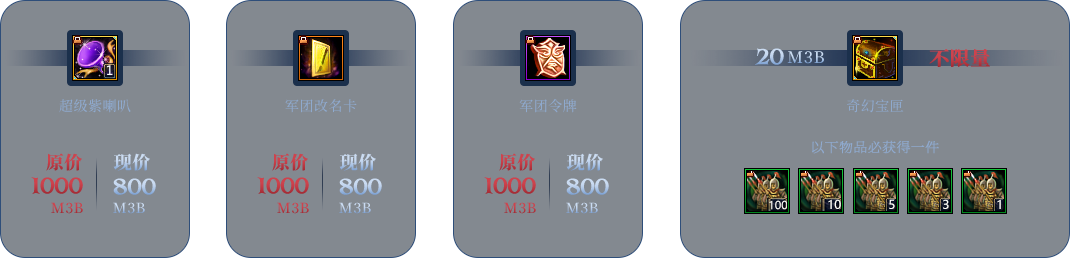 1
超级紫喇叭
原价 现价
1000 800
M3B M3B
军团改名卡
原价 现价
1000 800
M3B M3B
军团令牌
原价 现价
1000 800
M3B M3B
20 M3B 不限量
奇幻宝匣
以下物品必获得一件
100 10 5 3 1